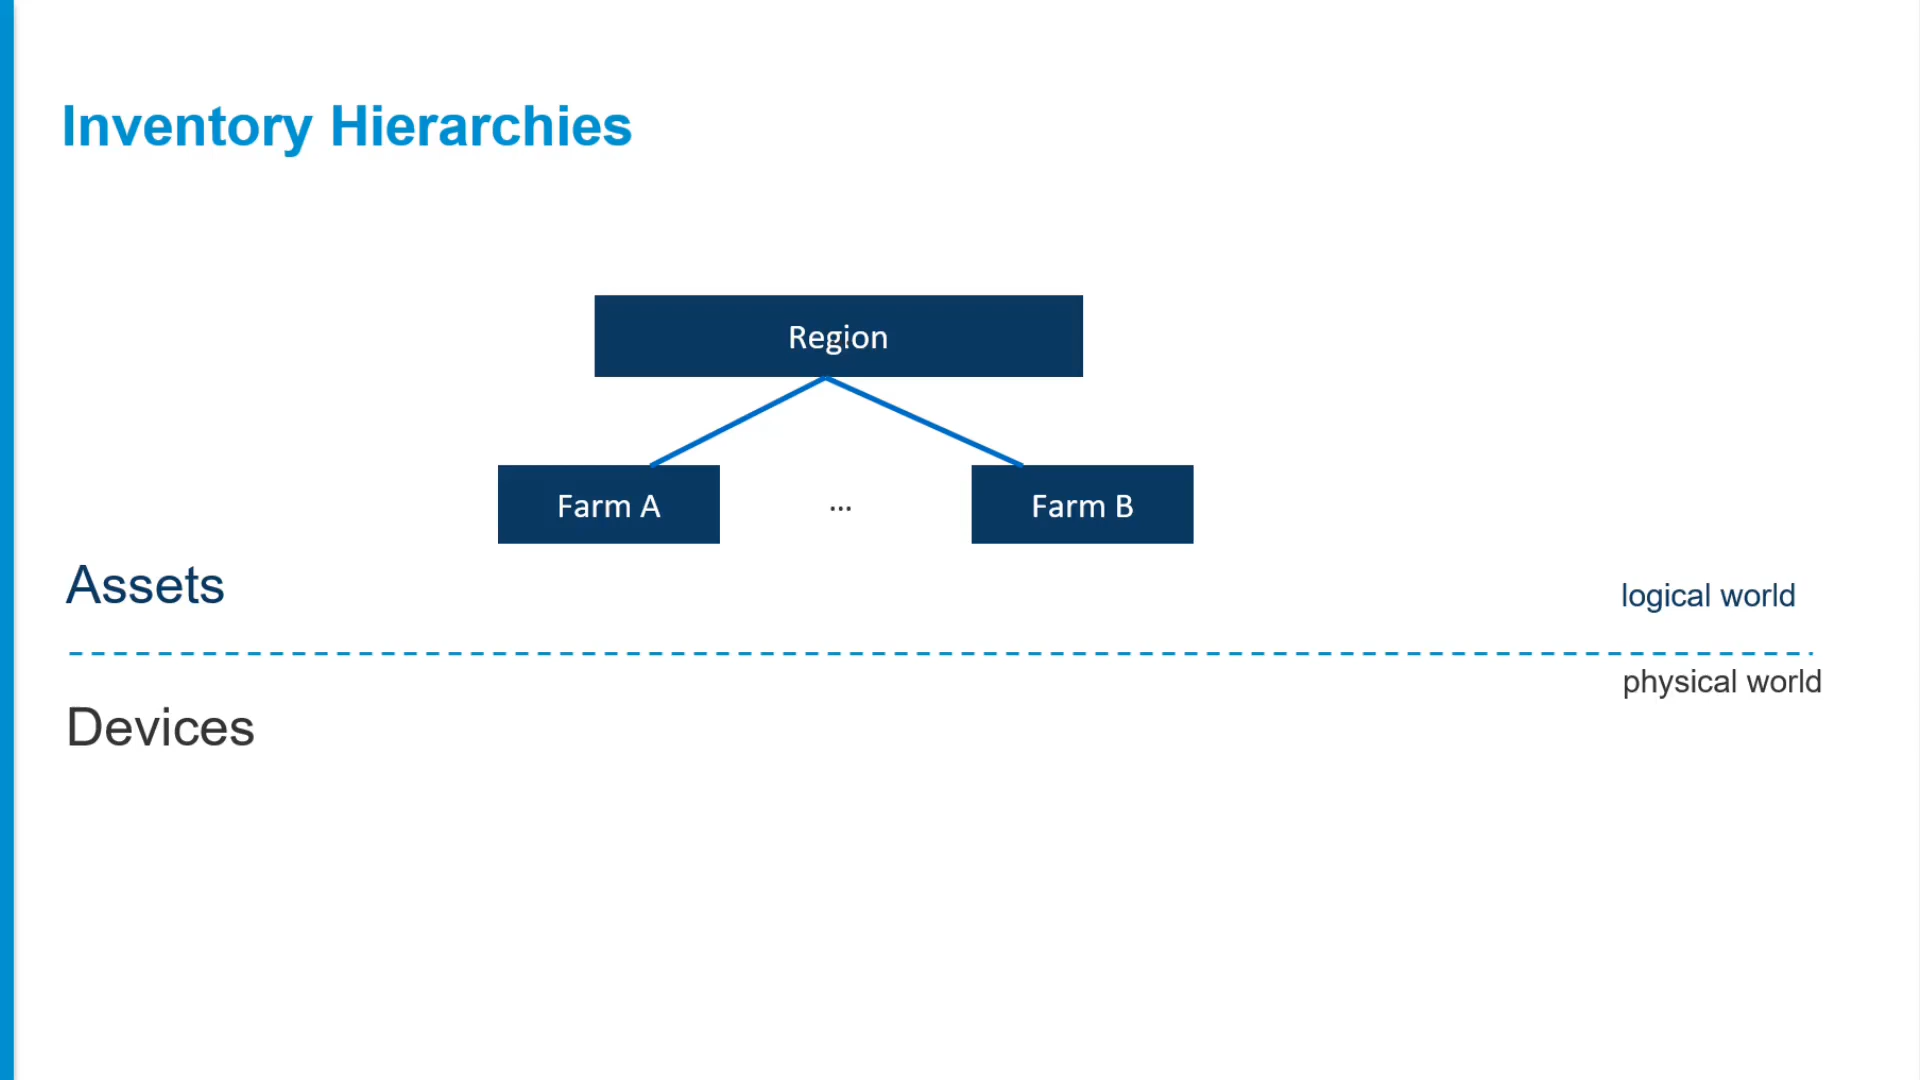 Inventory Hierarchies
Region
Farm A ... Farm B
Assets
logical world
physical world
Devices